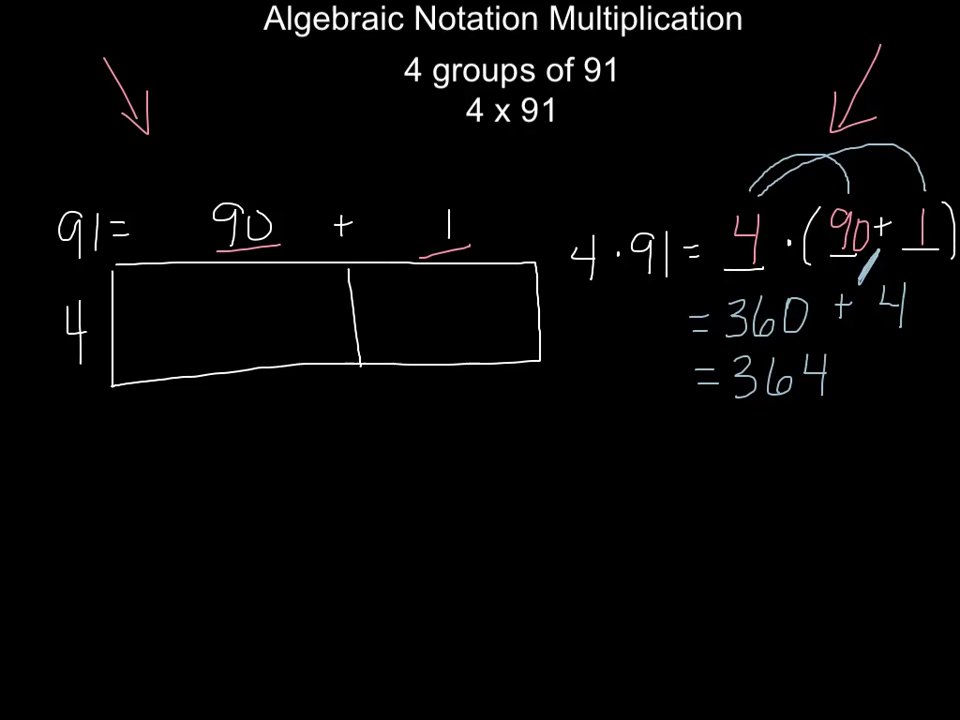 Algebraic Notation Multiplication
4 groups of 91
4 x 91
91 = 90 + 1
4
4 · 91 = 4 · (90 + 1)
= 360 + 4
= 364